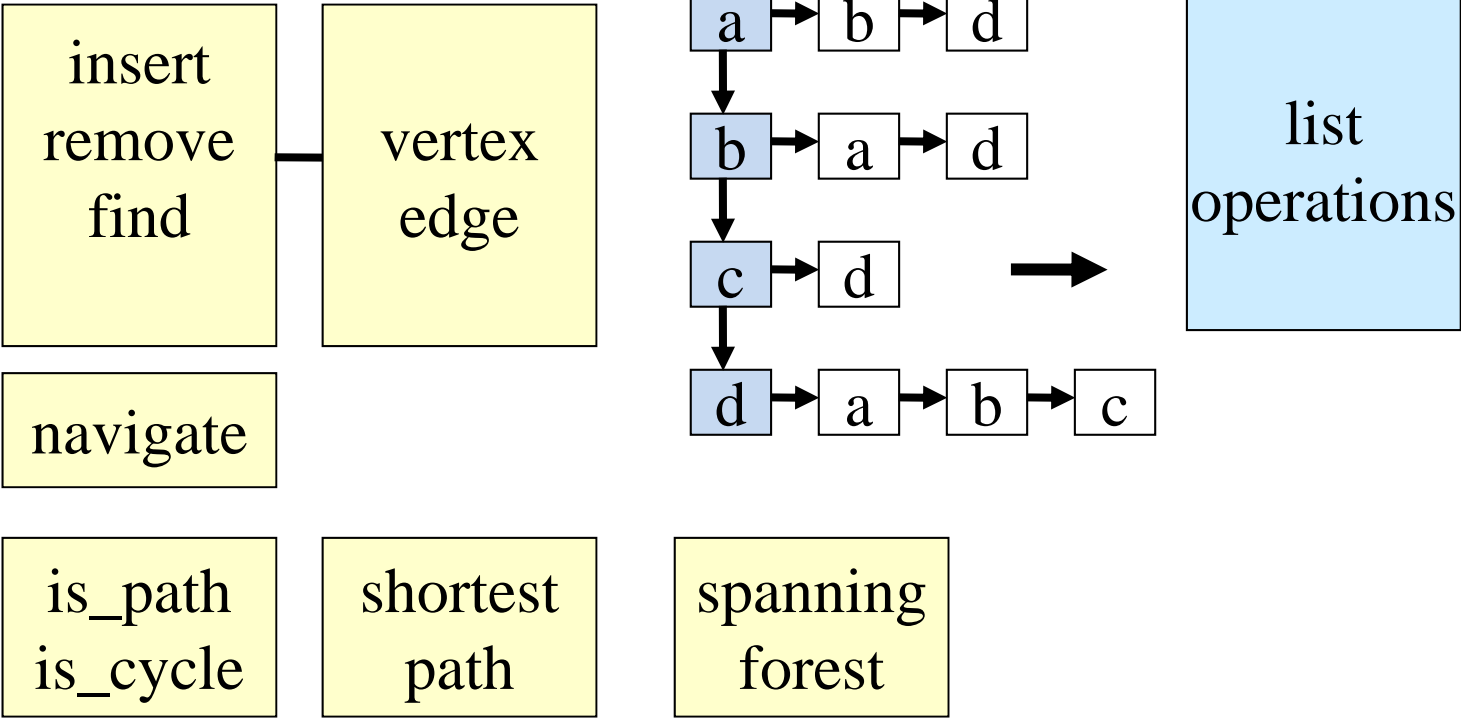 insert
remove
find
vertex
edge
a b d
b a d
c d
d a b c
list
operations
navigate
is_path
is_cycle
shortest
path
spanning
forest